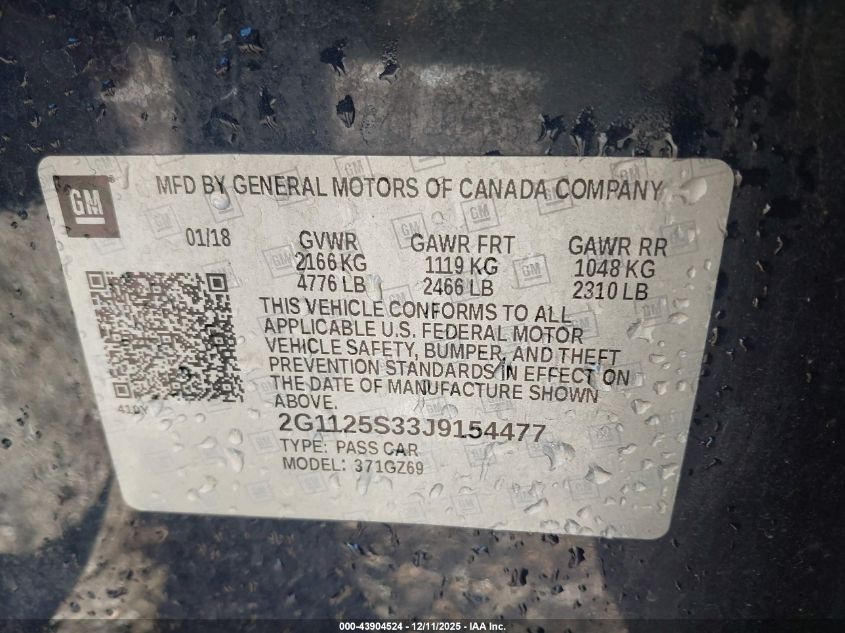 GM
MFD BY GENERAL MOTORS OF CANADA COMPANY
01/18
GVWR
2166 KG
4776 LB
GAWR FRT
1119 KG
2466 LB
GAWR RR
1048 KG
2310 LB
THIS VEHICLE CONFORMS TO ALL
APPLICABLE U.S. FEDERAL MOTOR
VEHICLE SAFETY, BUMPER, AND THEFT
PREVENTION STANDARDS IN EFFECT ON
THE DATE OF MANUFACTURE SHOWN
ABOVE.
2G1125S33J9154477
TYPE: PASS CAR
MODEL: 371GZ69
000-43904524 • 12/11/2025 • IAA Inc.